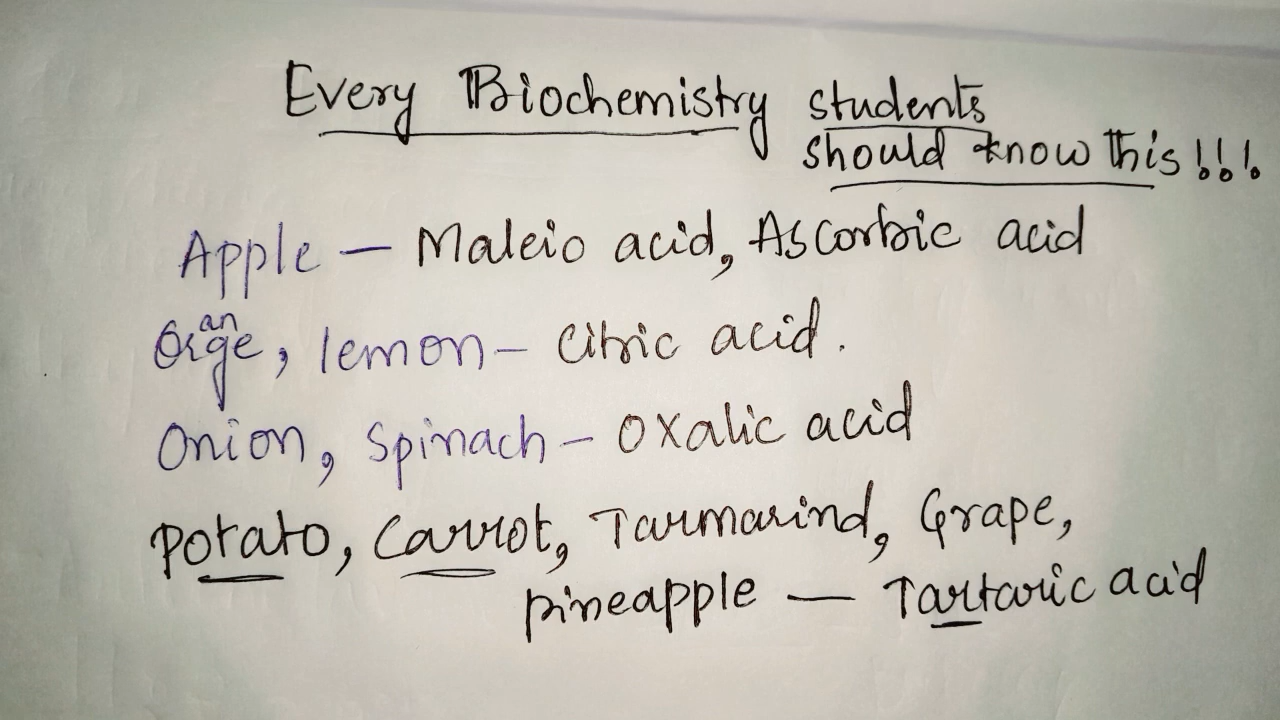 Every Biochemistry students
should know this!!!
Apple – Maleio acid, Ascorbic acid
Orange, lemon – Citric acid.
Onion, Spinach – Oxalic acid
Potato, Carrot, Tarmarind, Grape,
pineapple – Tartaric acid